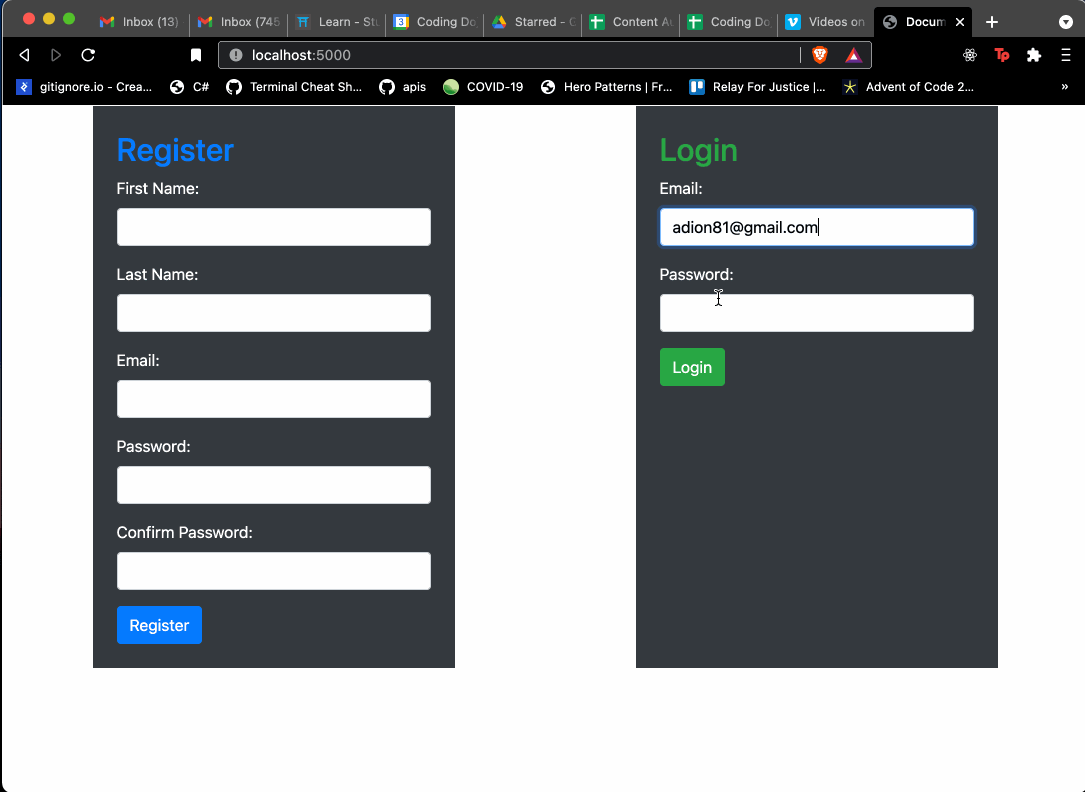 Inbox (13)
Inbox (745
Learn - Stu
Coding Do
Starred - G
Content Au
Coding Do
Videos on
Docum
localhost:5000
gitignore.io - Crea...
C#
Terminal Cheat Sh...
apis
COVID-19
Hero Patterns | Fr...
Relay For Justice |...
Advent of Code 2...
»
Register
First Name:
Last Name:
Email:
Password:
Confirm Password:
Register
Login
Email:
adion81@gmail.com
Password:
Login